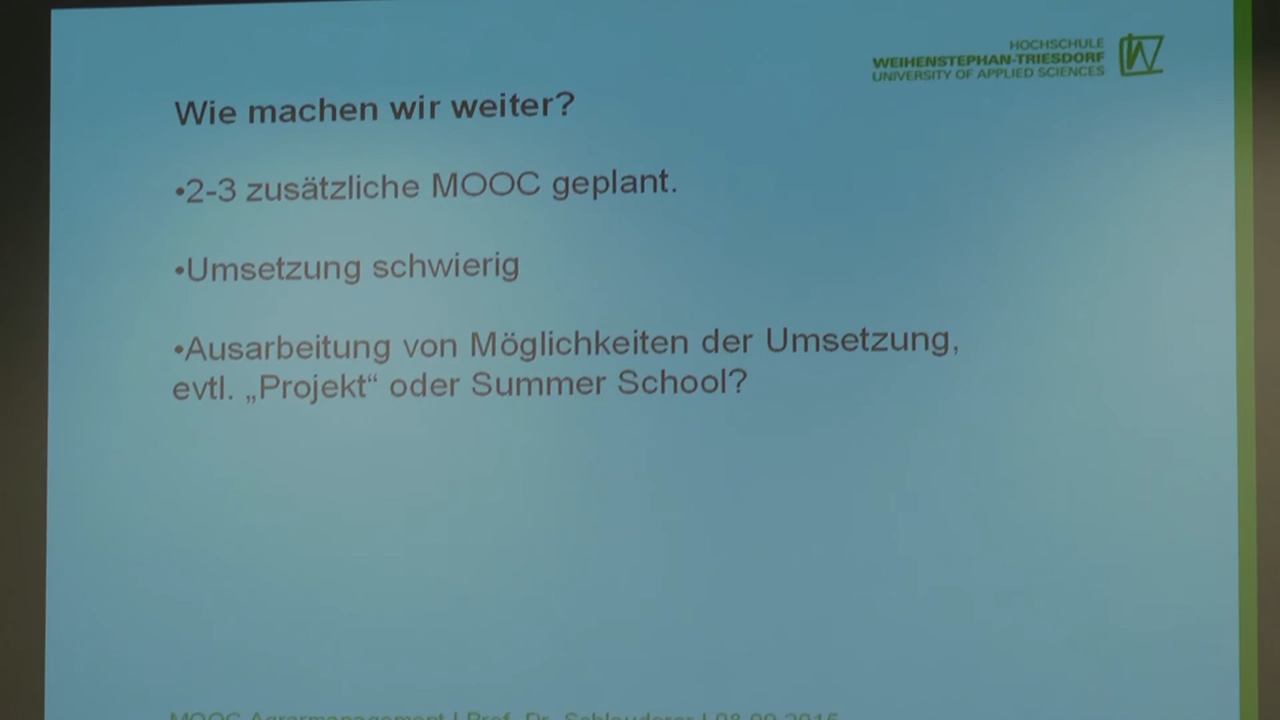 HOCHSCHULE
WEIHENSTEPHAN-TRIESDORF
UNIVERSITY OF APPLIED SCIENCES
Wie machen wir weiter?
•2-3 zusätzliche MOOC geplant.
•Umsetzung schwierig
•Ausarbeitung von Möglichkeiten der Umsetzung,
evtl. „Projekt“ oder Summer School?
MOOC Agrarmanagement | Prof. Dr. Schlauderer | 08.09.2015